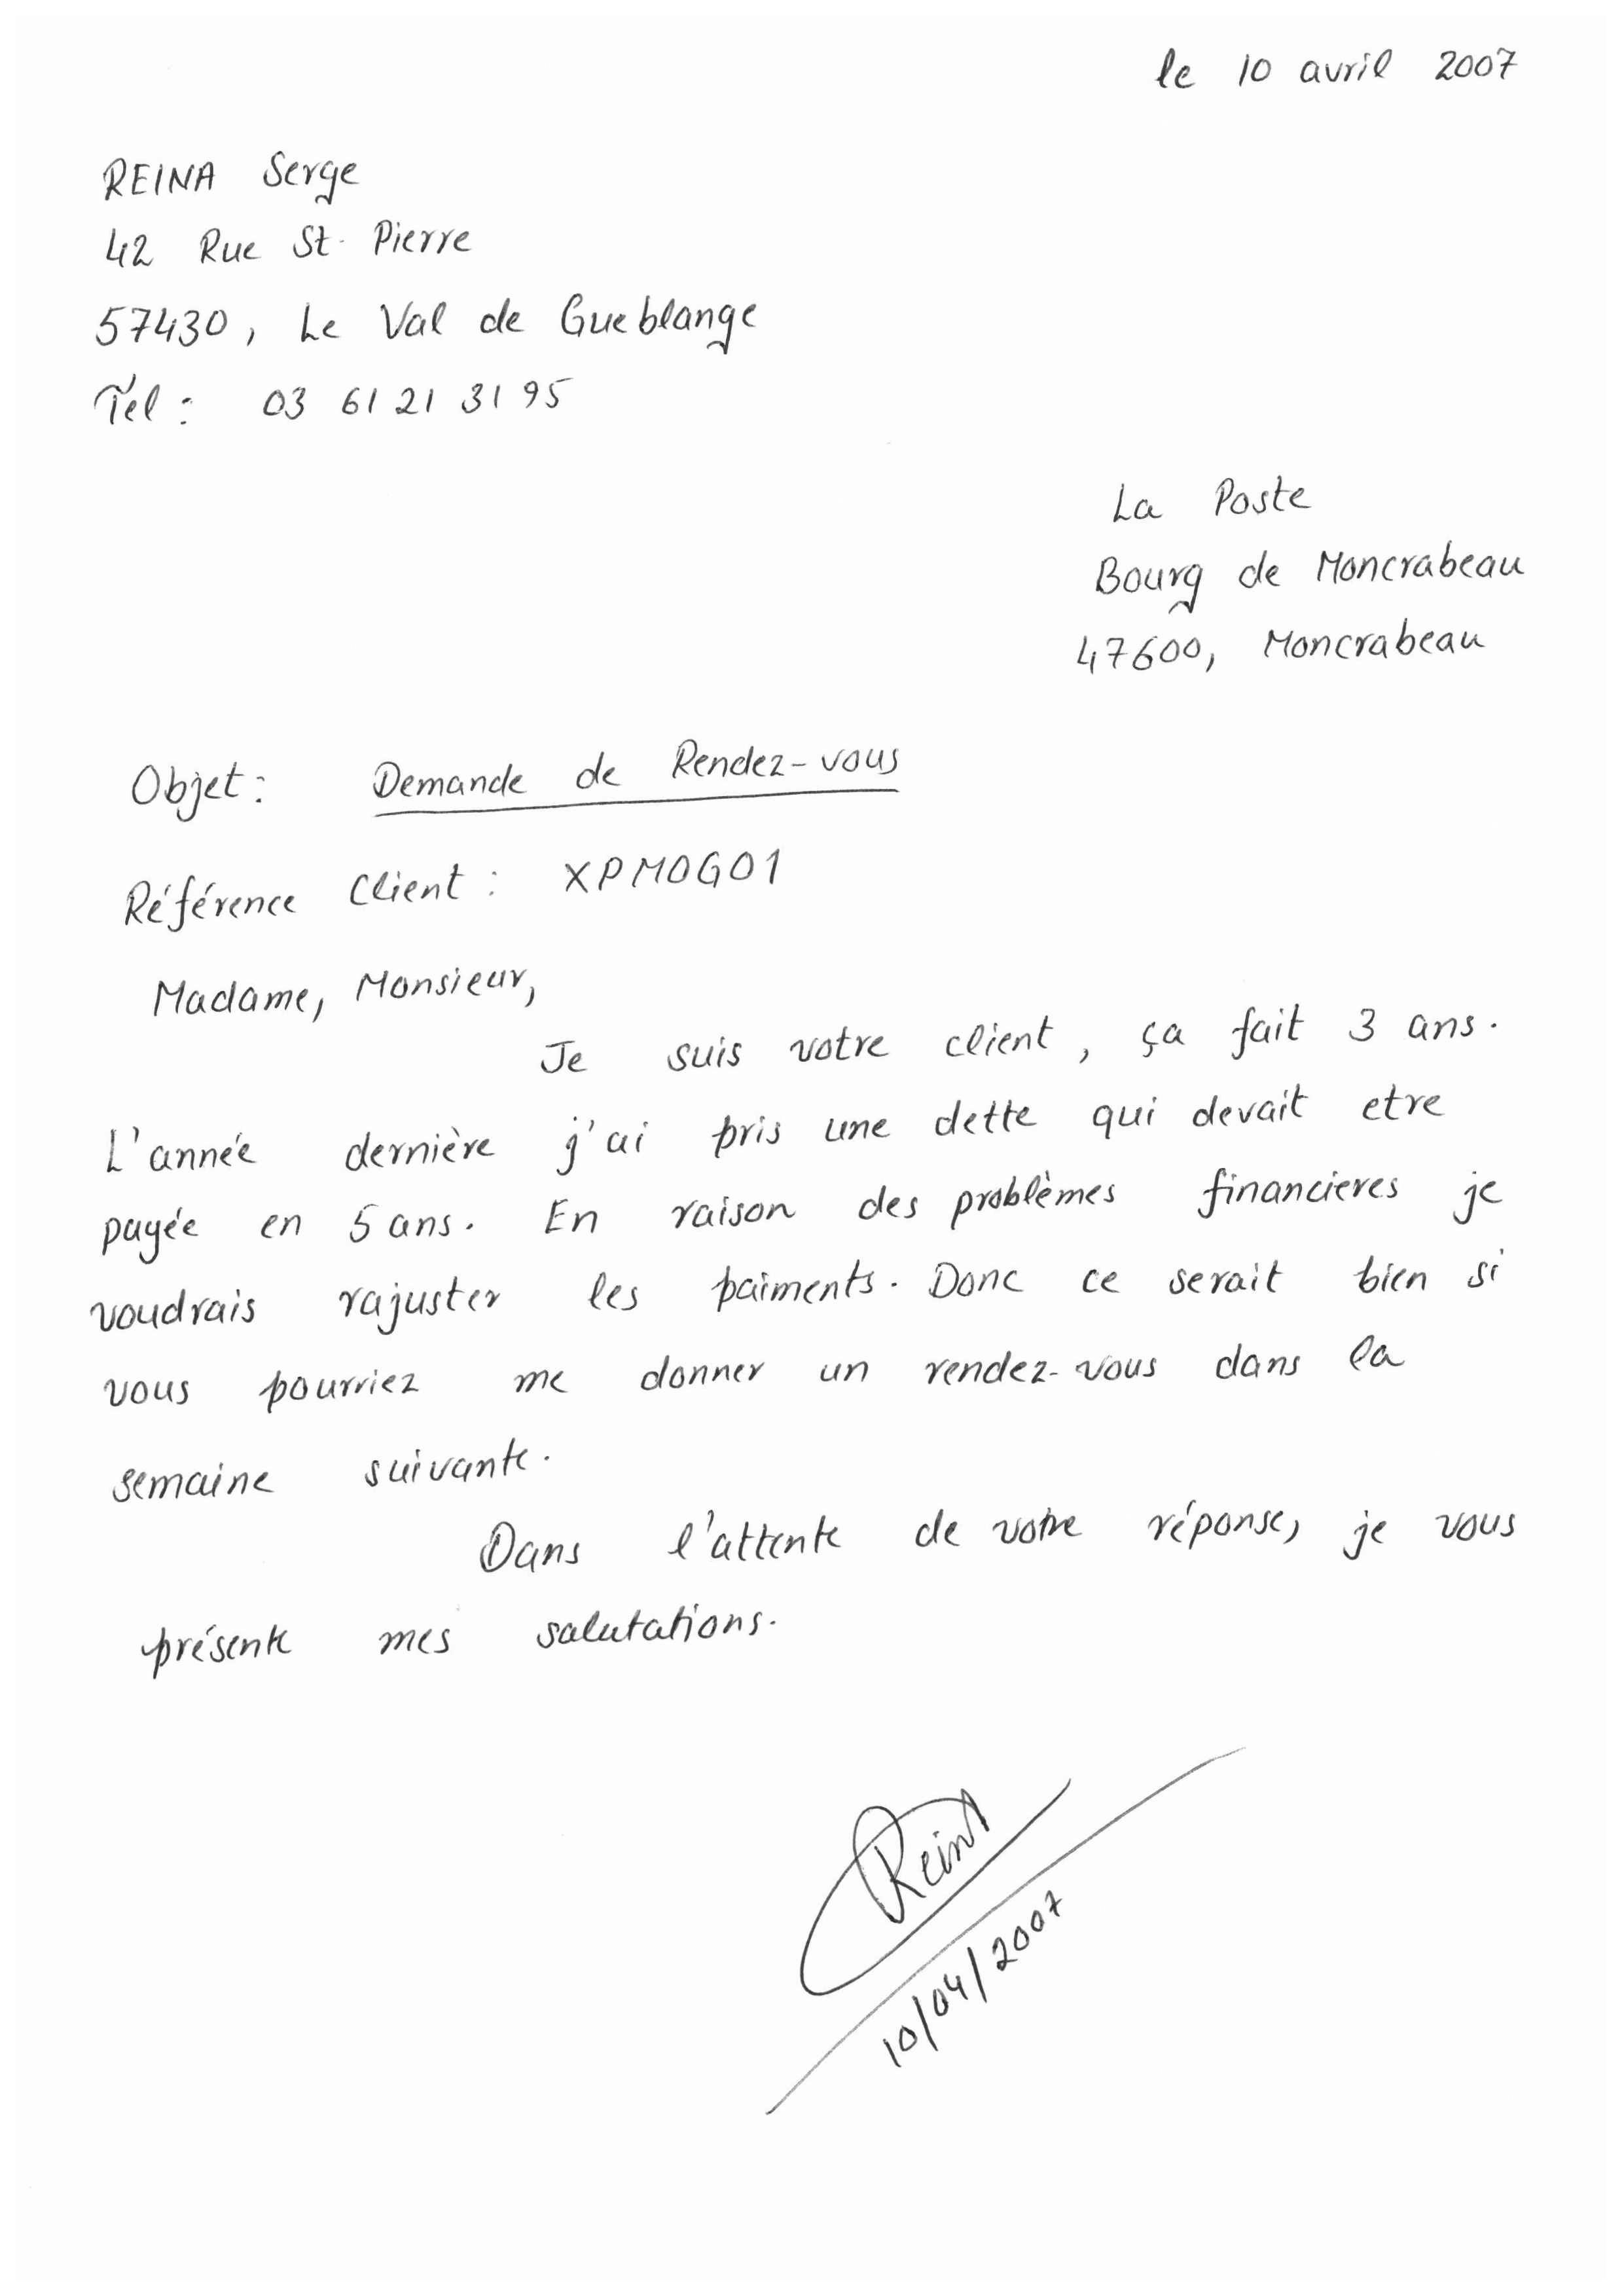 le 10 avril 2007
REINA Serge
42 Rue St-Pierre
57430, Le Val de Gueblange
Tél : 03 61 21 31 95
La Poste
Bourg de Moncrabeau
47600, Moncrabeau
Objet : Demande de Rendez-vous
Référence Client : XPMOG01
Madame, Monsieur,
Je suis votre client, ça fait 3 ans.
L'année dernière j'ai pris une dette qui devait etre
payée en 5 ans. En raison des problèmes financieres je
voudrais rajuster les paiments. Donc ce serait bien si
vous pourriez me donner un rendez-vous dans la
semaine suivante.
Dans l'attente de votre réponse, je vous
présente mes salutations.
Reina
10/04/2007